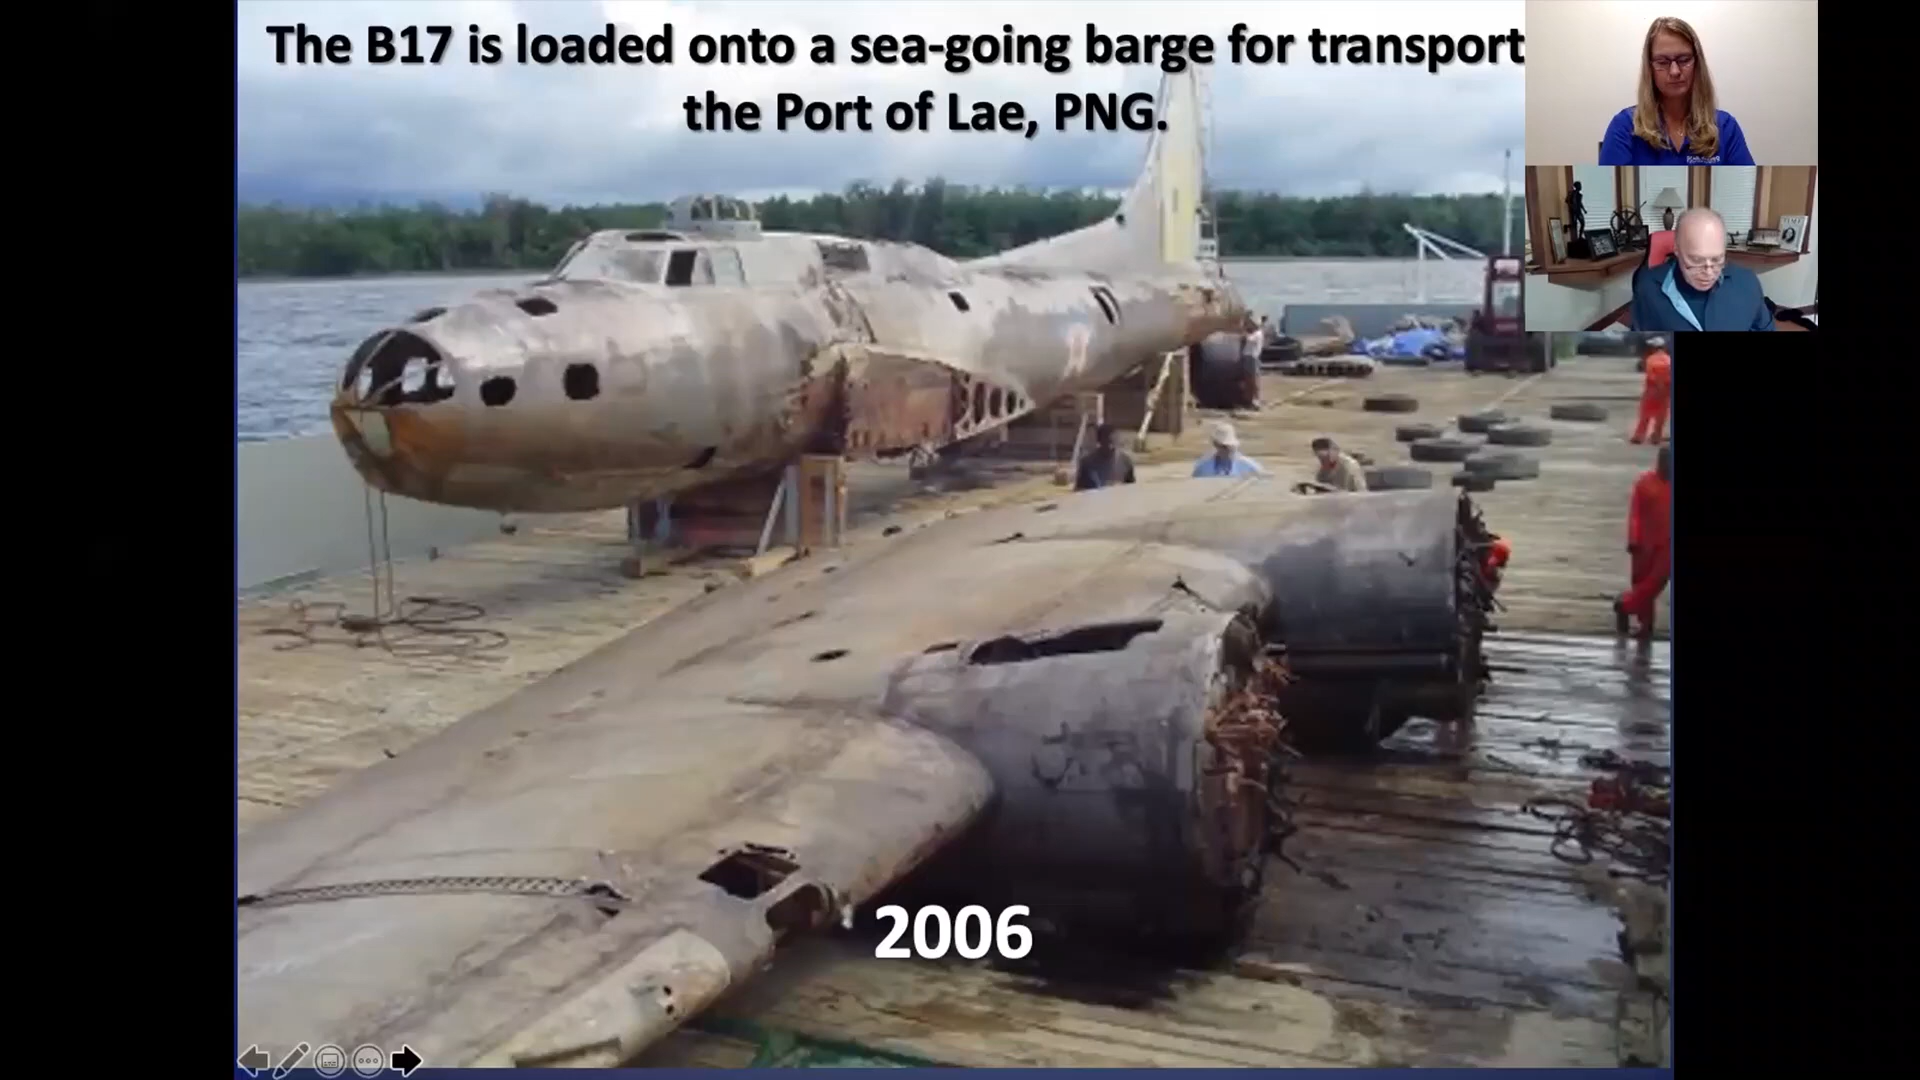 The B17 is loaded onto a sea-going barge for transport
the Port of Lae, PNG.
2006